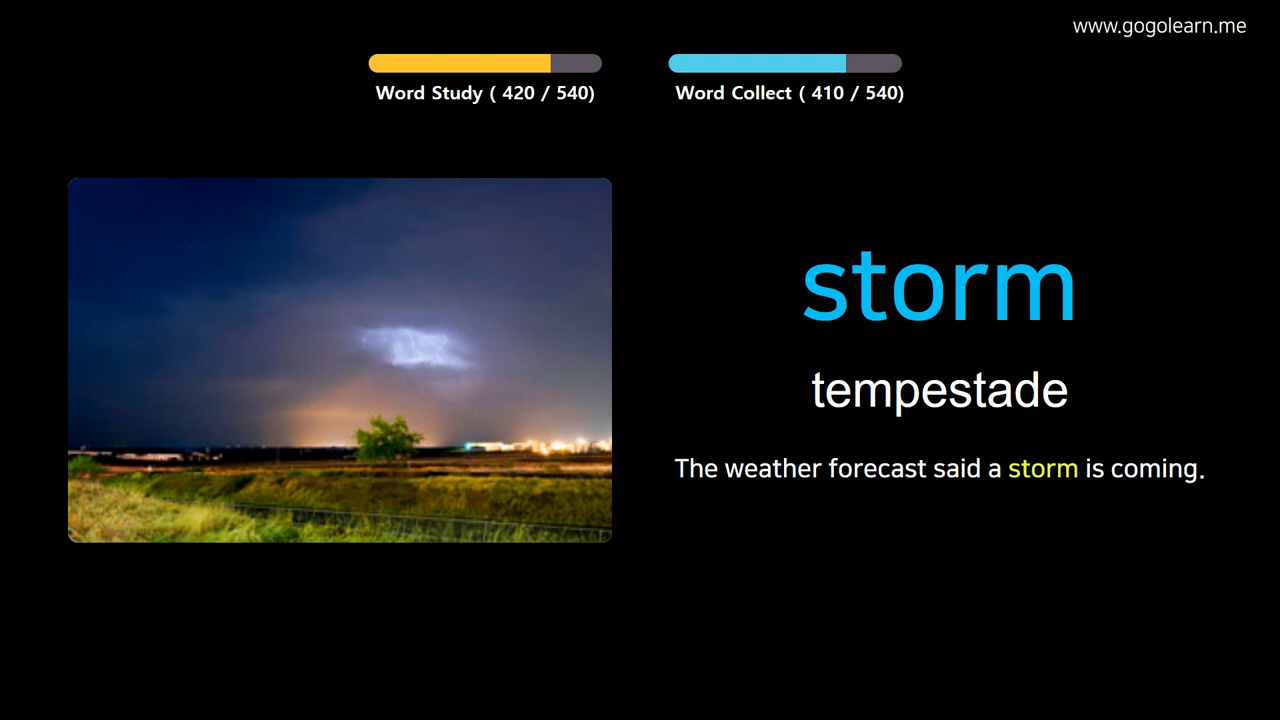 www.gogolearn.me
Word Study ( 420 / 540)
Word Collect ( 410 / 540)
storm
tempestade
The weather forecast said a storm is coming.